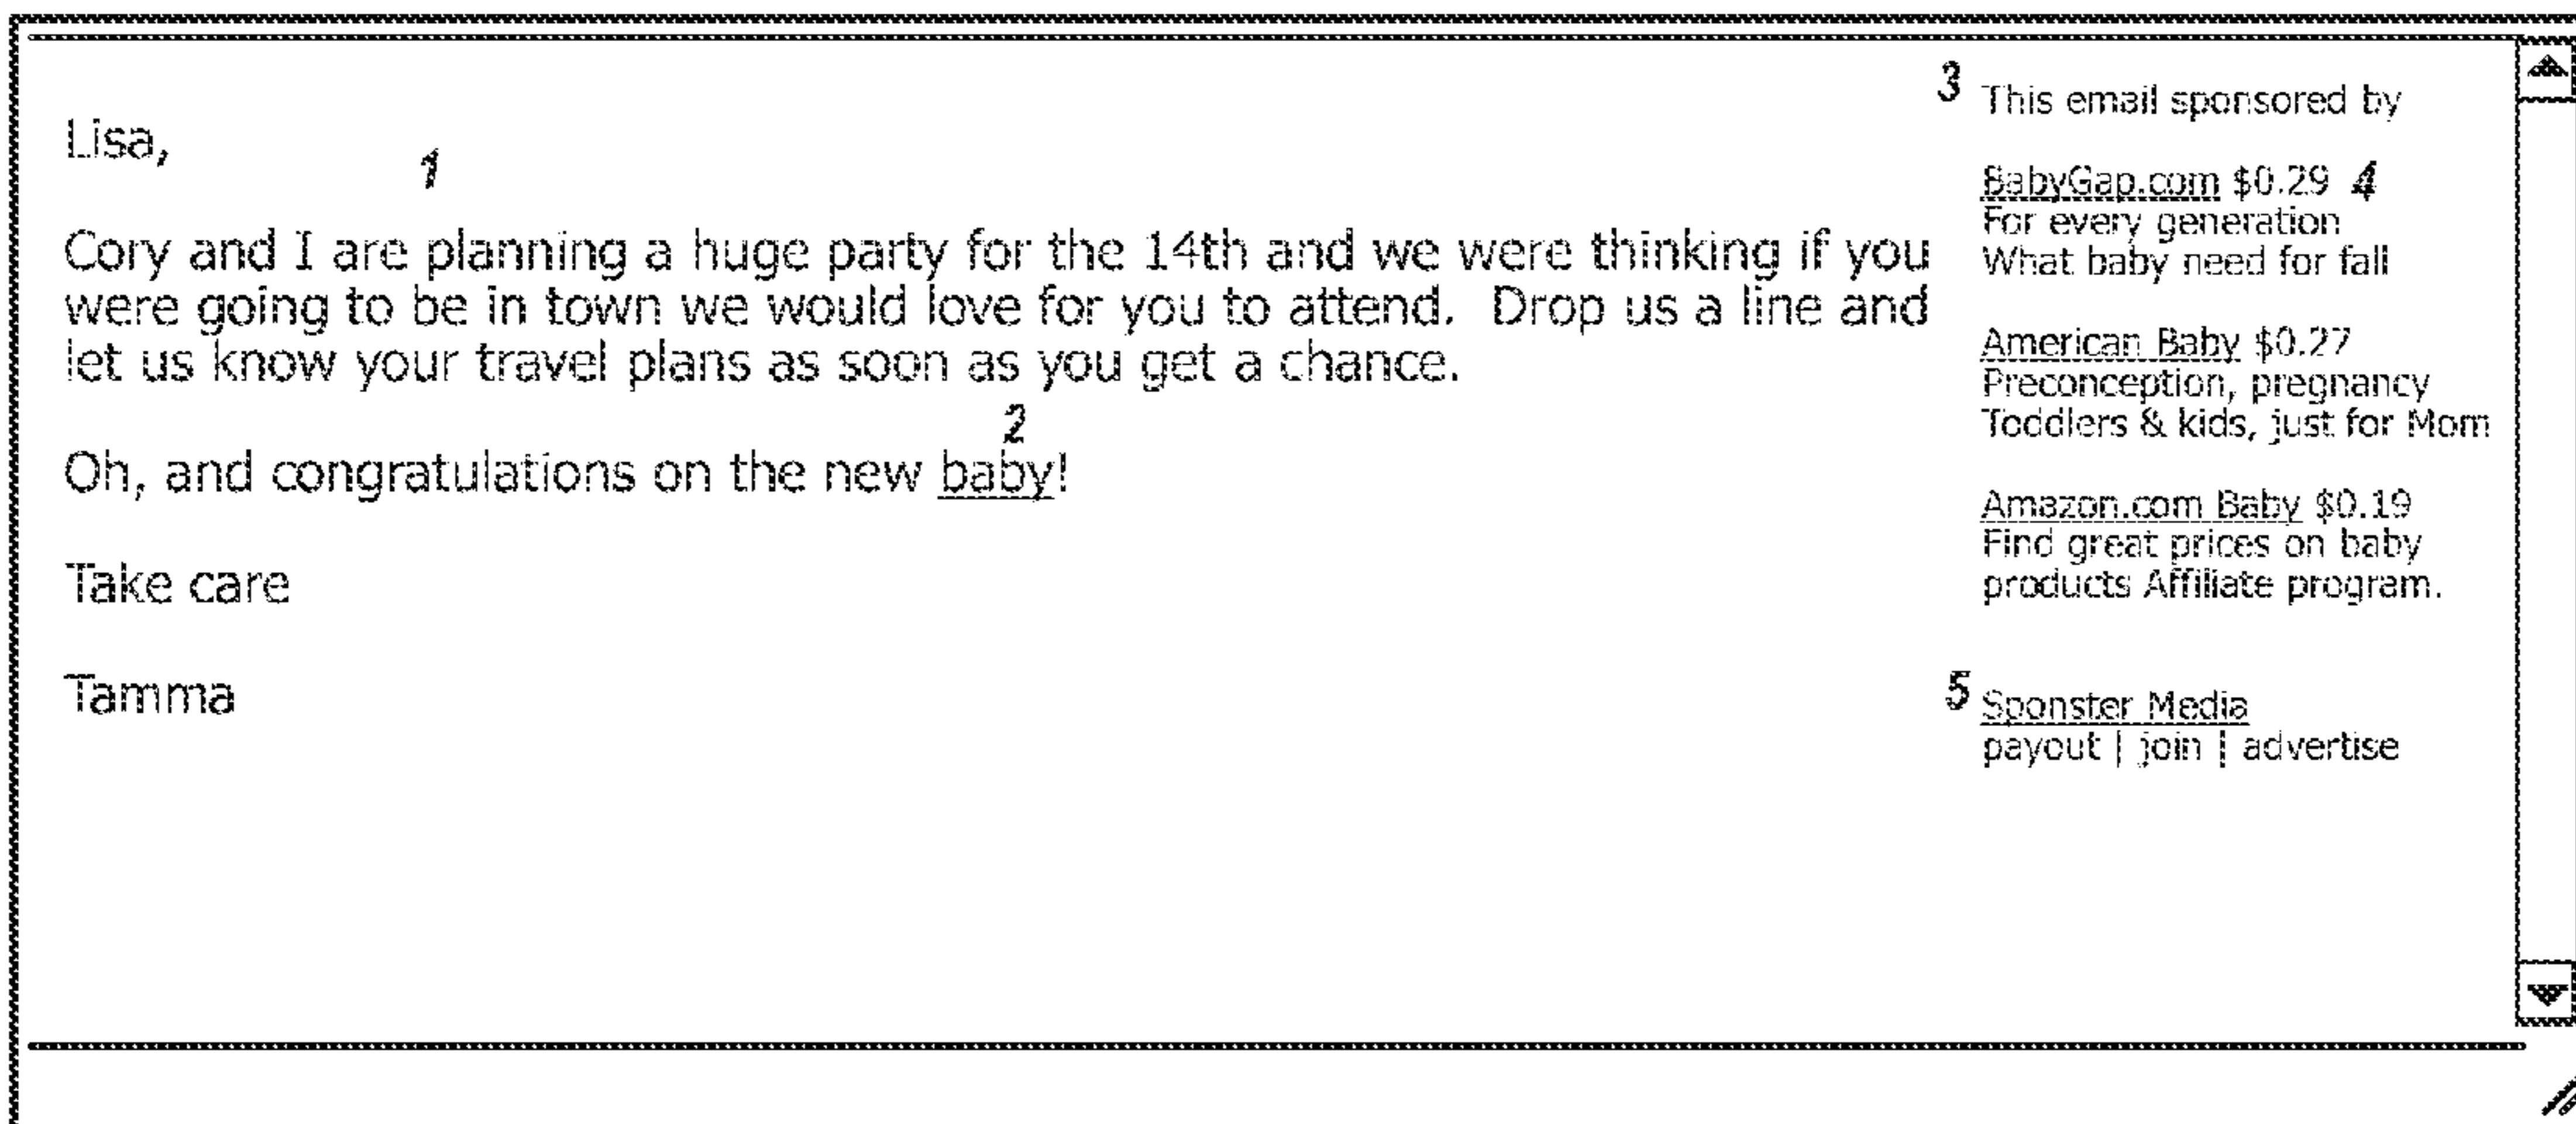 Lisa,
1
Cory and I are planning a huge party for the 14th and we were thinking if you
were going to be in town we would love for you to attend.  Drop us a line and
let us know your travel plans as soon as you get a chance.
2
Oh, and congratulations on the new baby!
Take care
Tamma
3 This email sponsored by
BabyGap.com $0.29 4
For every generation
What baby need for fall
American Baby $0.27
Preconception, pregnancy
Toddlers & kids, just for Mom
Amazon.com Baby $0.19
Find great prices on baby
products Affiliate program.
5 Sponster Media
payout | join | advertise